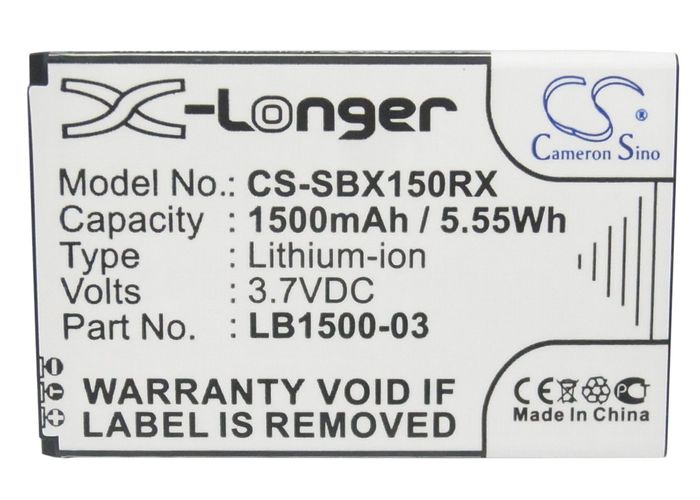 X-Longer
CS®
Cameron Sino
Model No.: CS-SBX150RX
Capacity : 1500mAh / 5.55Wh
Type : Lithium-ion
Volts : 3.7VDC
Part No. : LB1500-03
WARRANTY VOID IF
LABEL IS REMOVED
CE PCT
Made In China